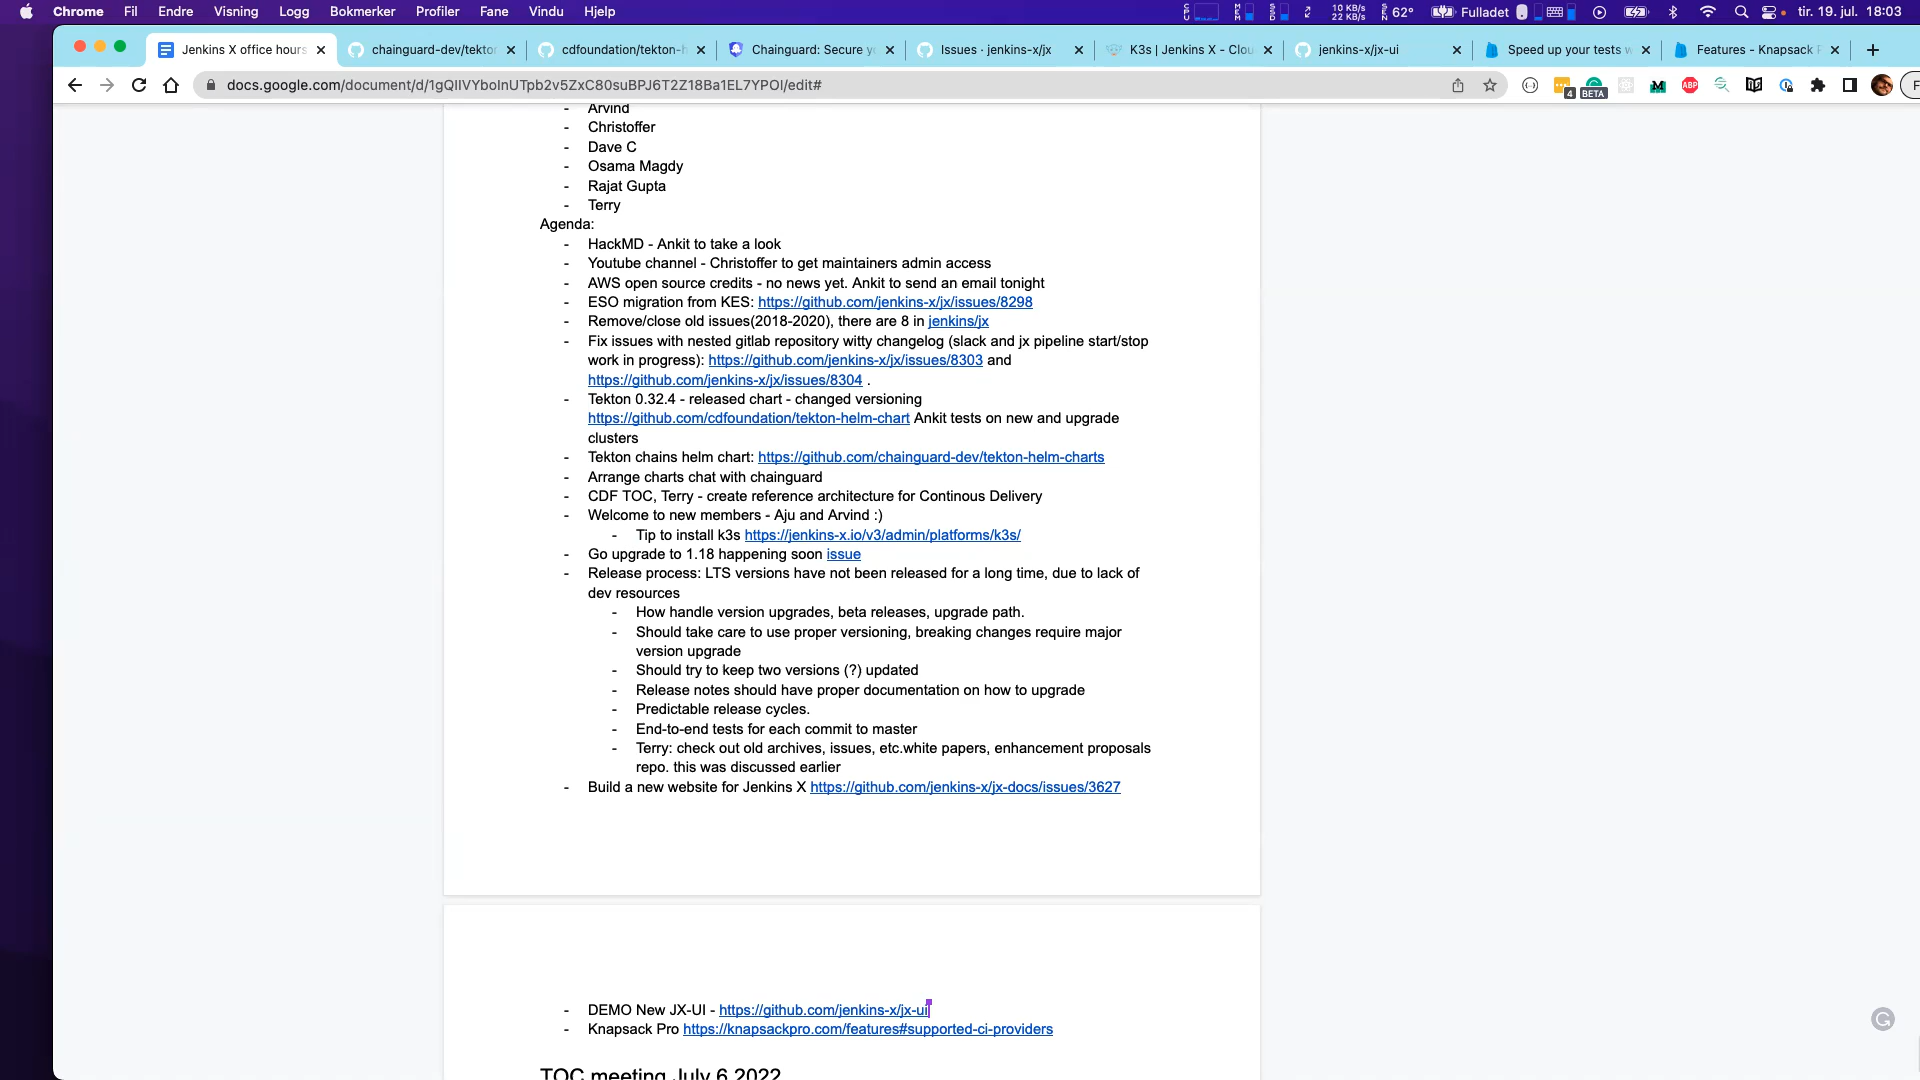 Chrome Fil Endre Visning Logg Bokmerker Profiler Fane Vindu Hjelp 10 KB/s 22 KB/s 62° Fulladet tir. 19. jul. 18:03
Jenkins X office hours chainguard-dev/tekton cdfoundation/tekton-h Chainguard: Secure y Issues · jenkins-x/jx K3s | Jenkins X - Clou jenkins-x/jx-ui Speed up your tests w Features - Knapsack P
docs.google.com/document/d/1gQIIVYbolnUTpb2v5ZxC80suBPJ6T2Z18Ba1EL7YPOI/edit# 4 BETA ABP
- Arvind
- Christoffer
- Dave C
- Osama Magdy
- Rajat Gupta
- Terry
Agenda:
- HackMD - Ankit to take a look
- Youtube channel - Christoffer to get maintainers admin access
- AWS open source credits - no news yet. Ankit to send an email tonight
- ESO migration from KES: https://github.com/jenkins-x/jx/issues/8298
- Remove/close old issues(2018-2020), there are 8 in jenkins/jx
- Fix issues with nested gitlab repository witty changelog (slack and jx pipeline start/stop
work in progress): https://github.com/jenkins-x/jx/issues/8303 and
https://github.com/jenkins-x/jx/issues/8304 .
- Tekton 0.32.4 - released chart - changed versioning
https://github.com/cdfoundation/tekton-helm-chart Ankit tests on new and upgrade
clusters
- Tekton chains helm chart: https://github.com/chainguard-dev/tekton-helm-charts
- Arrange charts chat with chainguard
- CDF TOC, Terry - create reference architecture for Continous Delivery
- Welcome to new members - Aju and Arvind :)
- Tip to install k3s https://jenkins-x.io/v3/admin/platforms/k3s/
- Go upgrade to 1.18 happening soon issue
- Release process: LTS versions have not been released for a long time, due to lack of
dev resources
- How handle version upgrades, beta releases, upgrade path.
- Should take care to use proper versioning, breaking changes require major
version upgrade
- Should try to keep two versions (?) updated
- Release notes should have proper documentation on how to upgrade
- Predictable release cycles.
- End-to-end tests for each commit to master
- Terry: check out old archives, issues, etc.white papers, enhancement proposals
repo. this was discussed earlier
- Build a new website for Jenkins X https://github.com/jenkins-x/jx-docs/issues/3627
- DEMO New JX-UI - https://github.com/jenkins-x/jx-ui
- Knapsack Pro https://knapsackpro.com/features#supported-ci-providers
TOC meeting July 6 2022